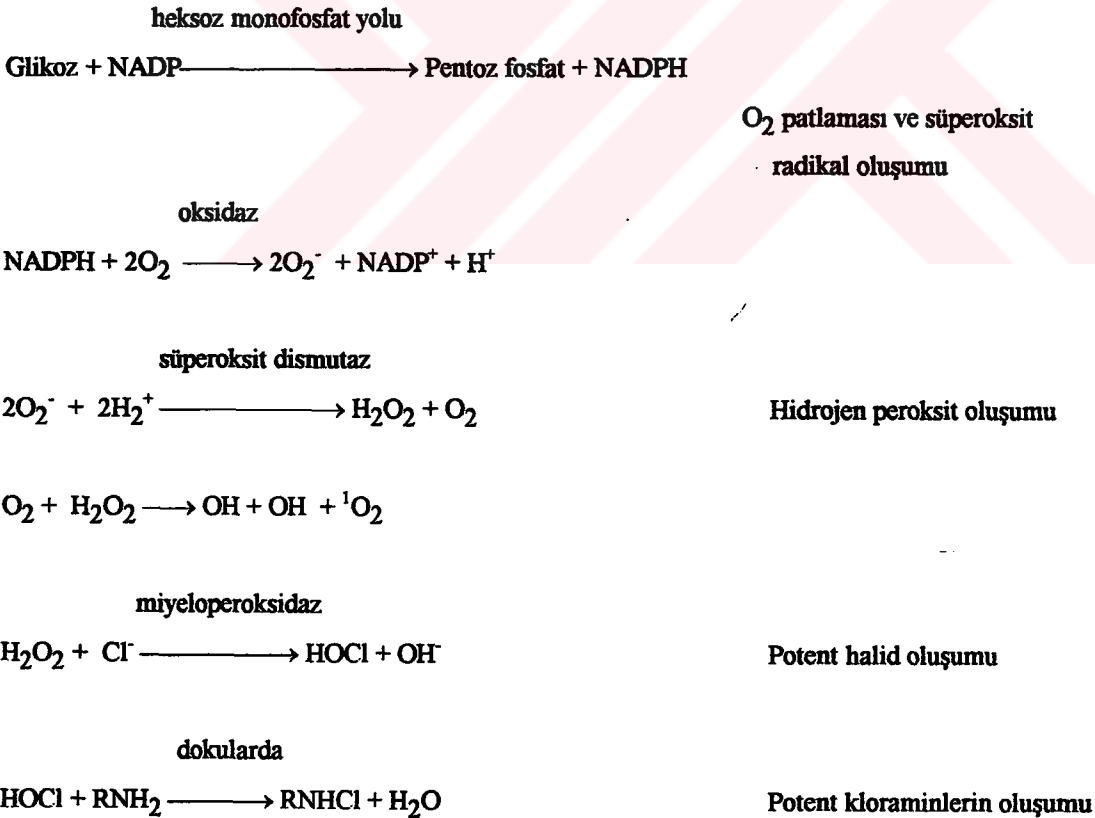 heksoz monofosfat yolu
Glikoz + NADP ⟶ Pentoz fosfat + NADPH
O₂ patlaması ve süperoksit
radikal oluşumu
oksidaz
NADPH + 2O₂ ⟶ 2O₂⁻ + NADP⁺ + H⁺
süperoksit dismutaz
2O₂⁻ + 2H₂⁺ ⟶ H₂O₂ + O₂ Hidrojen peroksit oluşumu
O₂ + H₂O₂ ⟶ OH + OH + ¹O₂
miyeloperoksidaz
H₂O₂ + Cl⁻ ⟶ HOCl + OH⁻ Potent halid oluşumu
dokularda
HOCl + RNH₂ ⟶ RNHCl + H₂O Potent kloraminlerin oluşumu